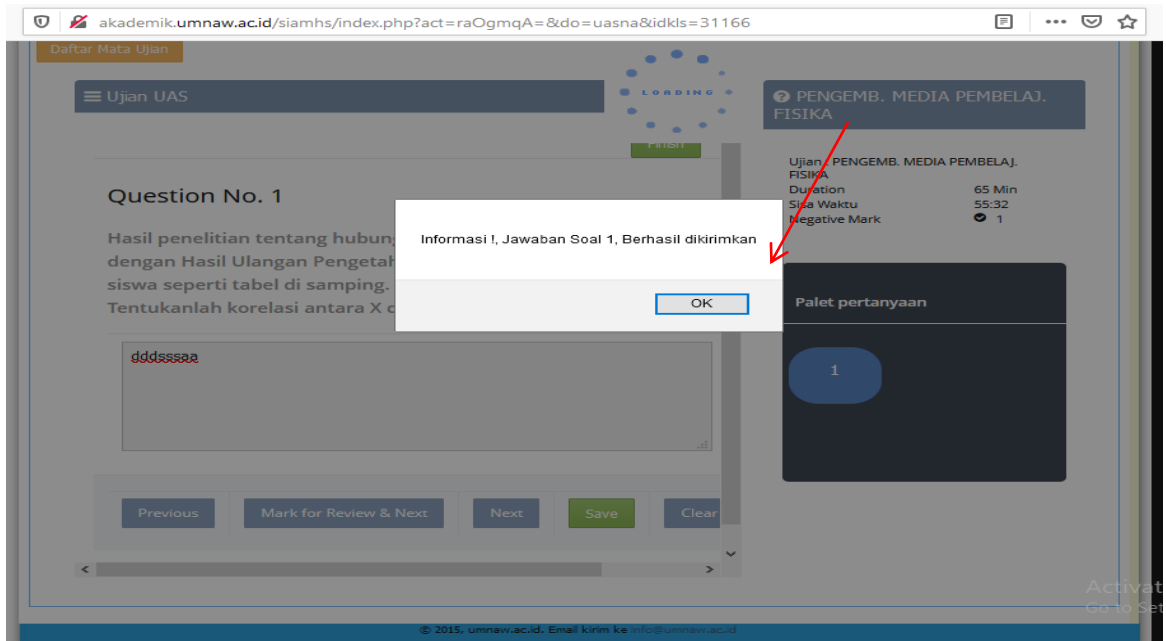 akademik.umnaw.ac.id/siamhs/index.php?act=raOgmqA=&do=uasna&idkls=31166
Daftar Mata Ujian
Ujian UAS
LOADING
Finish
Question No. 1
Hasil penelitian tentang
dengan Hasil Ulangan
siswa seperti tabel di samping.
Tentukanlah korelasi antara X
Informasi !, Jawaban Soal 1, Berhasil dikirimkan
OK
dddsssaa
Previous
Mark for Review & Next
Next
Save
Clear
PENGEMB. MEDIA PEMBELAJ.
FISIKA
Ujian : PENGEMB. MEDIA PEMBELAJ.
FISIKA
Duration 65 Min
Sisa Waktu 55:32
Negative Mark 1
Palet pertanyaan
1
© 2015, umnaw.ac.id. Email kirim ke info@umnaw.ac.id
Activat
Go to Set